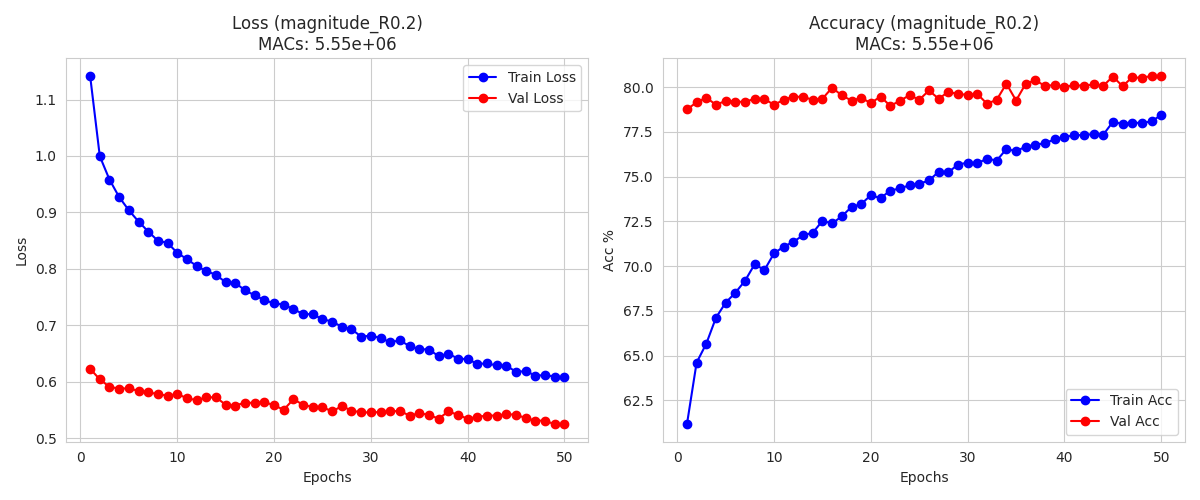 Loss (magnitude_R0.2)
MACs: 5.55e+06
Train Loss
Val Loss
1.1
1.0
0.9
0.8
0.7
0.6
0.5
Loss
0
10
20
30
40
50
Epochs
Accuracy (magnitude_R0.2)
MACs: 5.55e+06
80.0
77.5
75.0
72.5
70.0
67.5
65.0
62.5
Acc %
Train Acc
Val Acc
0
10
20
30
40
50
Epochs